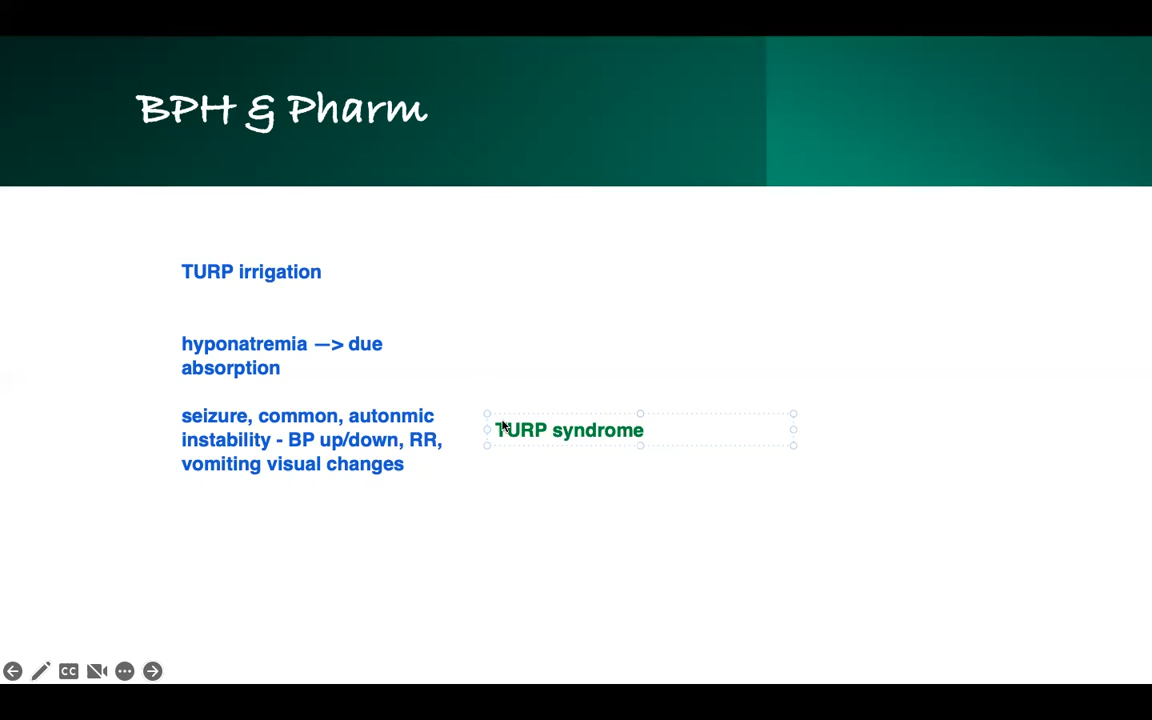 BPH & Pharm
TURP irrigation
hyponatremia —> due
absorption
seizure, common, autonmic
instability - BP up/down, RR,
vomiting visual changes
TURP syndrome
CC